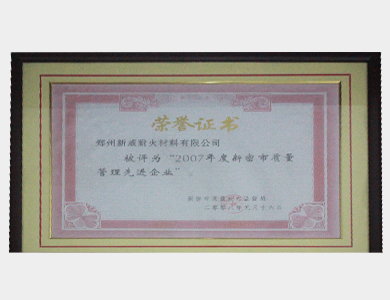 荣誉证书
郑州新威耐火材料有限公司
被评为“2007年度新密市质量
管理先进企业”